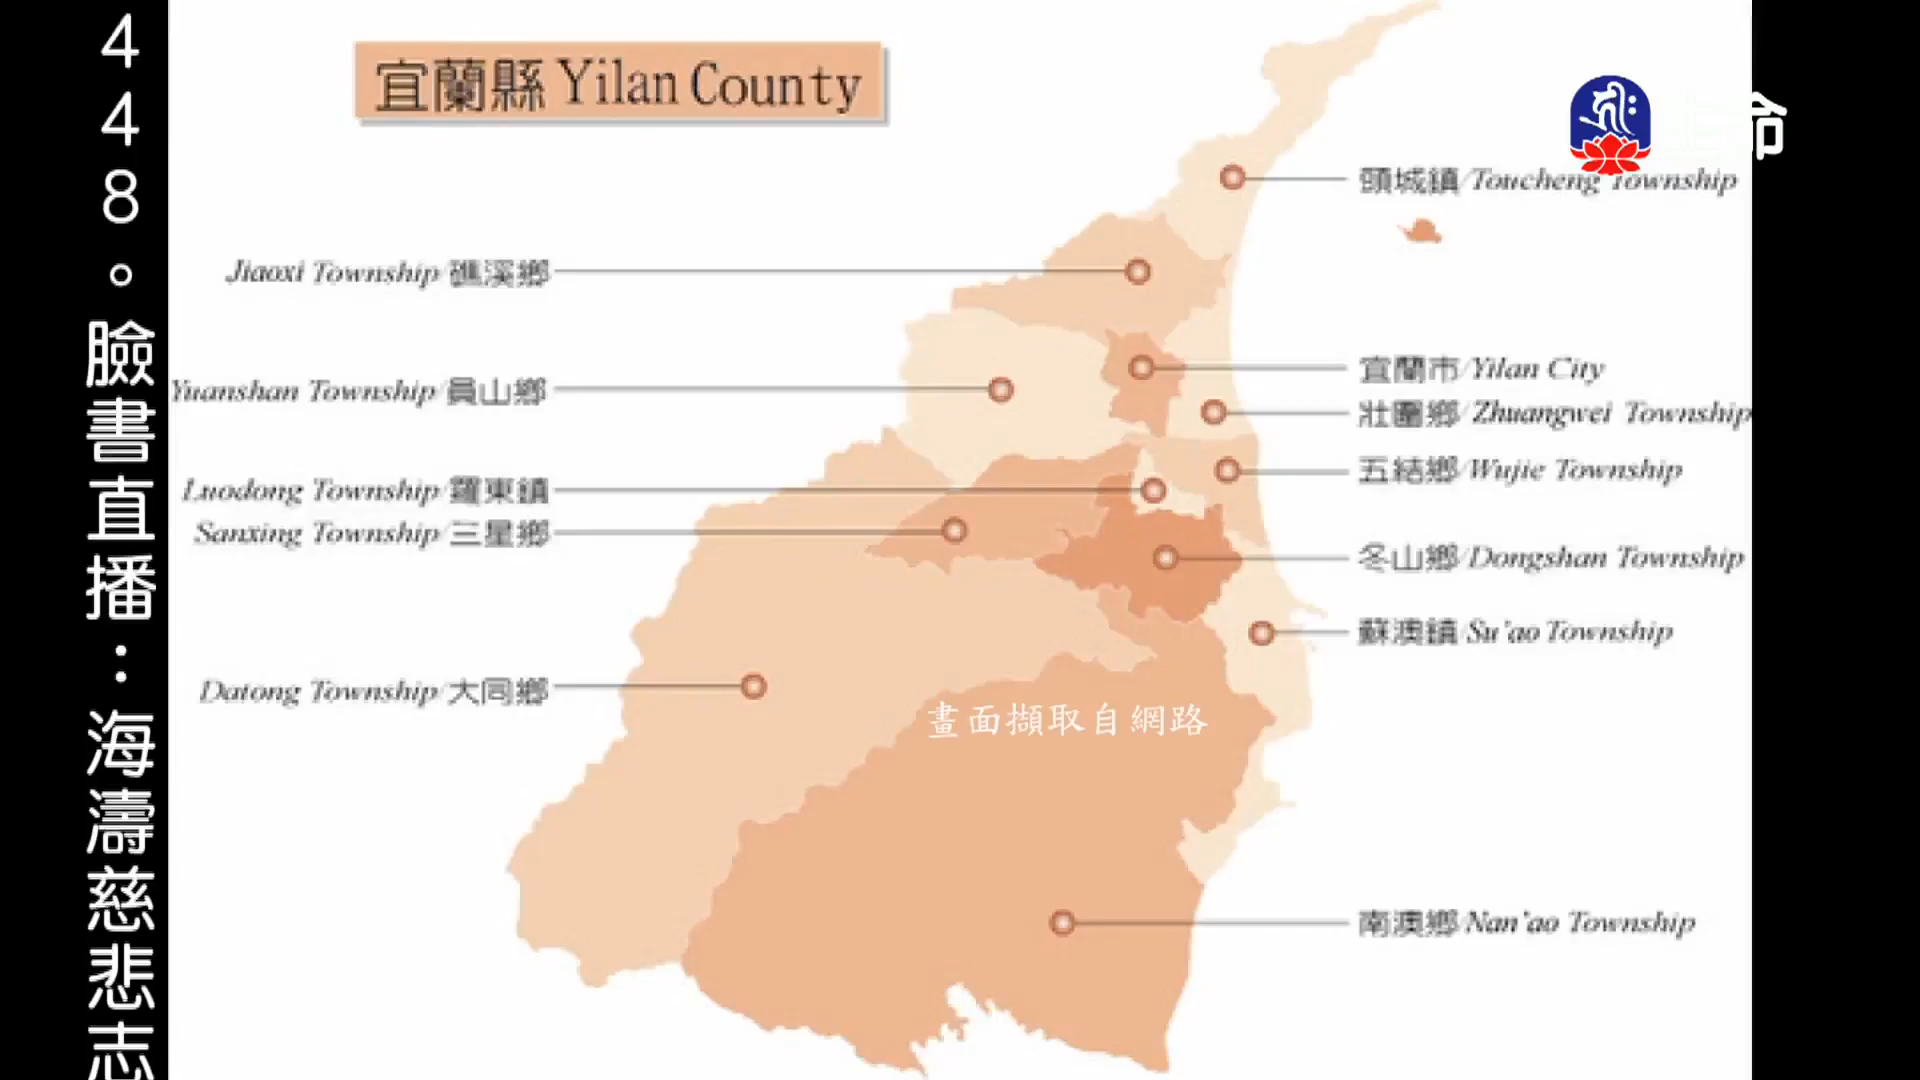 4448。臉書直播：海濤慈悲志
宜蘭縣 Yilan County
命
頭城鎮/Toucheng Township
Jiaoxi Township/礁溪鄉
宜蘭市/Yilan City
Yuanshan Township/員山鄉
壯圍鄉/Zhuangwei Township
五結鄉/Wujie Township
Luodong Township/羅東鎮
Sanxing Township/三星鄉
冬山鄉/Dongshan Township
蘇澳鎮/Su'ao Township
Datong Township/大同鄉
畫面擷取自網路
南澳鄉/Nan'ao Township